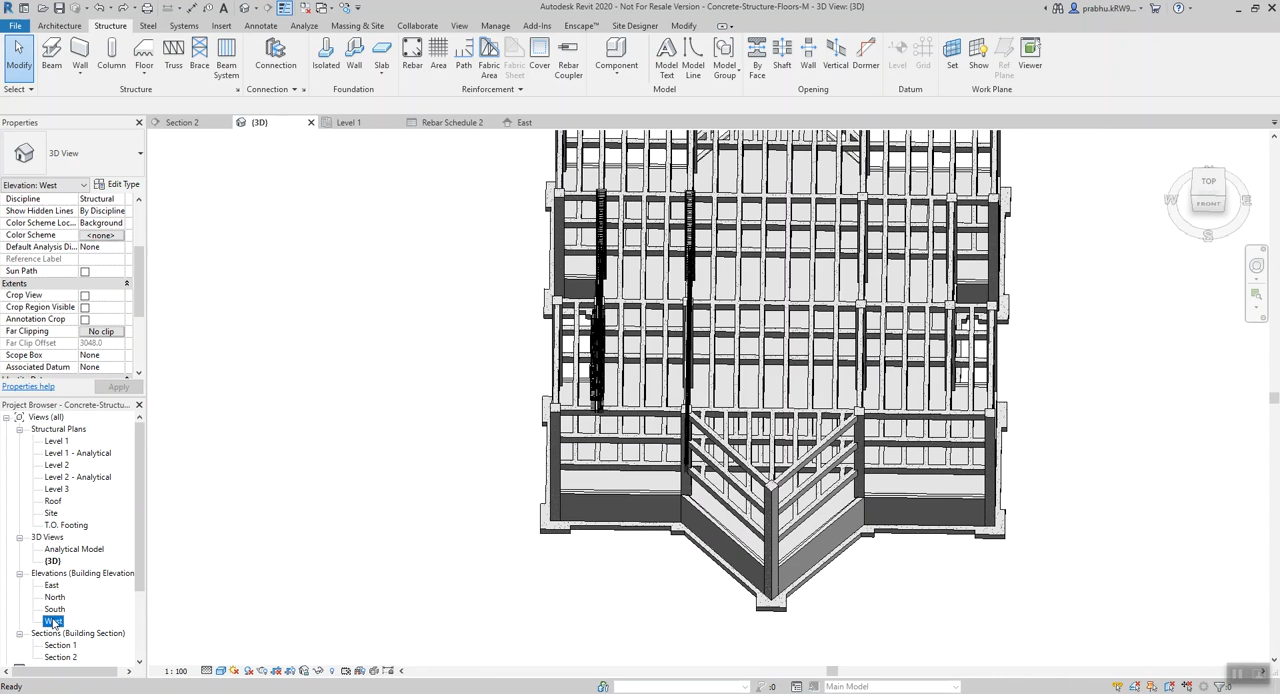 Autodesk Revit 2020 - Not For Resale Version - Concrete-Structure-Floors-M - 3D View: {3D}
prabhu.kRW9...
File Architecture Structure Steel Systems Insert Annotate Analyze Massing & Site Collaborate View Manage Add-Ins Enscape™ Site Designer Modify
Modify Beam Wall Column Floor Truss Brace Beam System Connection Isolated Wall Slab Rebar Area Path Fabric Area Fabric Sheet Cover Rebar Coupler Component Model Text Model Line Model Group By Face Shaft Wall Vertical Dormer Level Grid Set Show Ref Plane Viewer
Select Structure Connection Foundation Reinforcement Model Opening Datum Work Plane
Properties
Section 2 {3D} Level 1 Rebar Schedule 2 East
3D View
Elevation: West Edit Type
Discipline Structural
Show Hidden Lines By Discipline
Color Scheme Loc... Background
Color Scheme <none>
Default Analysis Di... None
Reference Label
Sun Path
Extents
Crop View
Crop Region Visible
Annotation Crop
Far Clipping No clip
Far Clip Offset 3048.0
Scope Box None
Associated Datum None
Properties help Apply
Project Browser - Concrete-Structu...
Views (all)
Structural Plans
Level 1
Level 1 - Analytical
Level 2
Level 2 - Analytical
Level 3
Roof
Site
T.O. Footing
3D Views
Analytical Model
{3D}
Elevations (Building Elevation
East
North
South
West
Sections (Building Section)
Section 1
Section 2
TOP
FRONT
W
E
S
1 : 100
Ready
:0
Main Model
:0